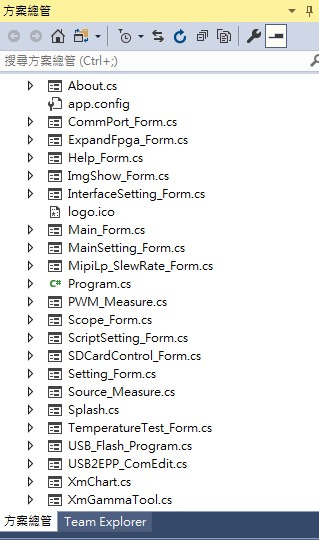 方案總管
搜尋方案總管 (Ctrl+;)
About.cs
app.config
CommPort_Form.cs
ExpandFpga_Form.cs
Help_Form.cs
ImgShow_Form.cs
InterfaceSetting_Form.cs
logo.ico
Main_Form.cs
MainSetting_Form.cs
MipiLp_SlewRate_Form.cs
C# Program.cs
PWM_Measure.cs
Scope_Form.cs
ScriptSetting_Form.cs
SDCardControl_Form.cs
Setting_Form.cs
Source_Measure.cs
Splash.cs
TemperatureTest_Form.cs
USB_Flash_Program.cs
USB2EPP_ComEdit.cs
XmChart.cs
XmGammaTool.cs
方案總管 Team Explorer